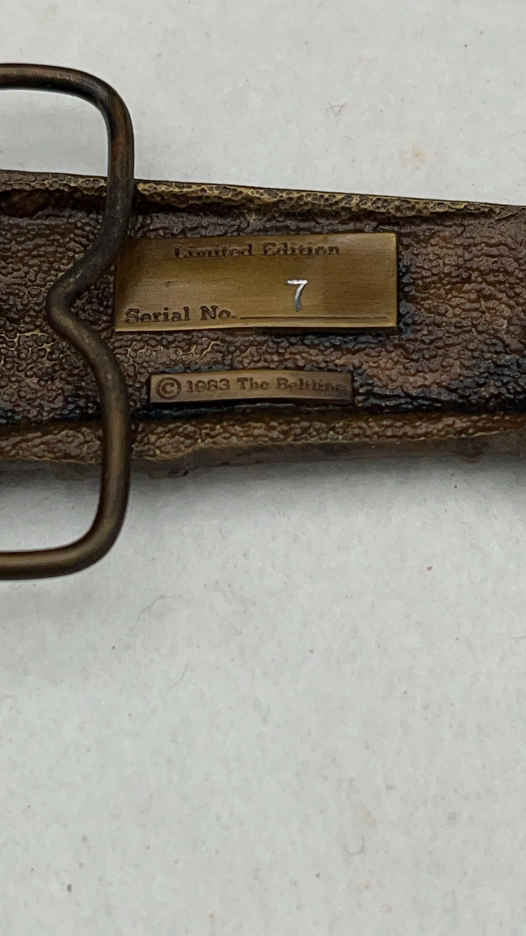 Limited Edition
7
Serial No.
© 1983 The